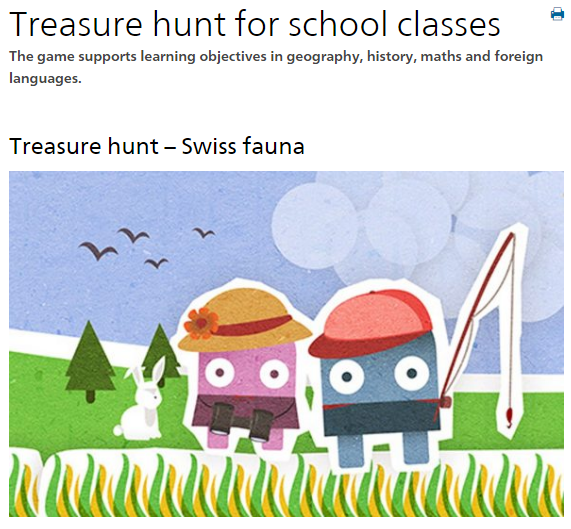 Treasure hunt for school classes
The game supports learning objectives in geography, history, maths and foreign
languages.
Treasure hunt – Swiss fauna